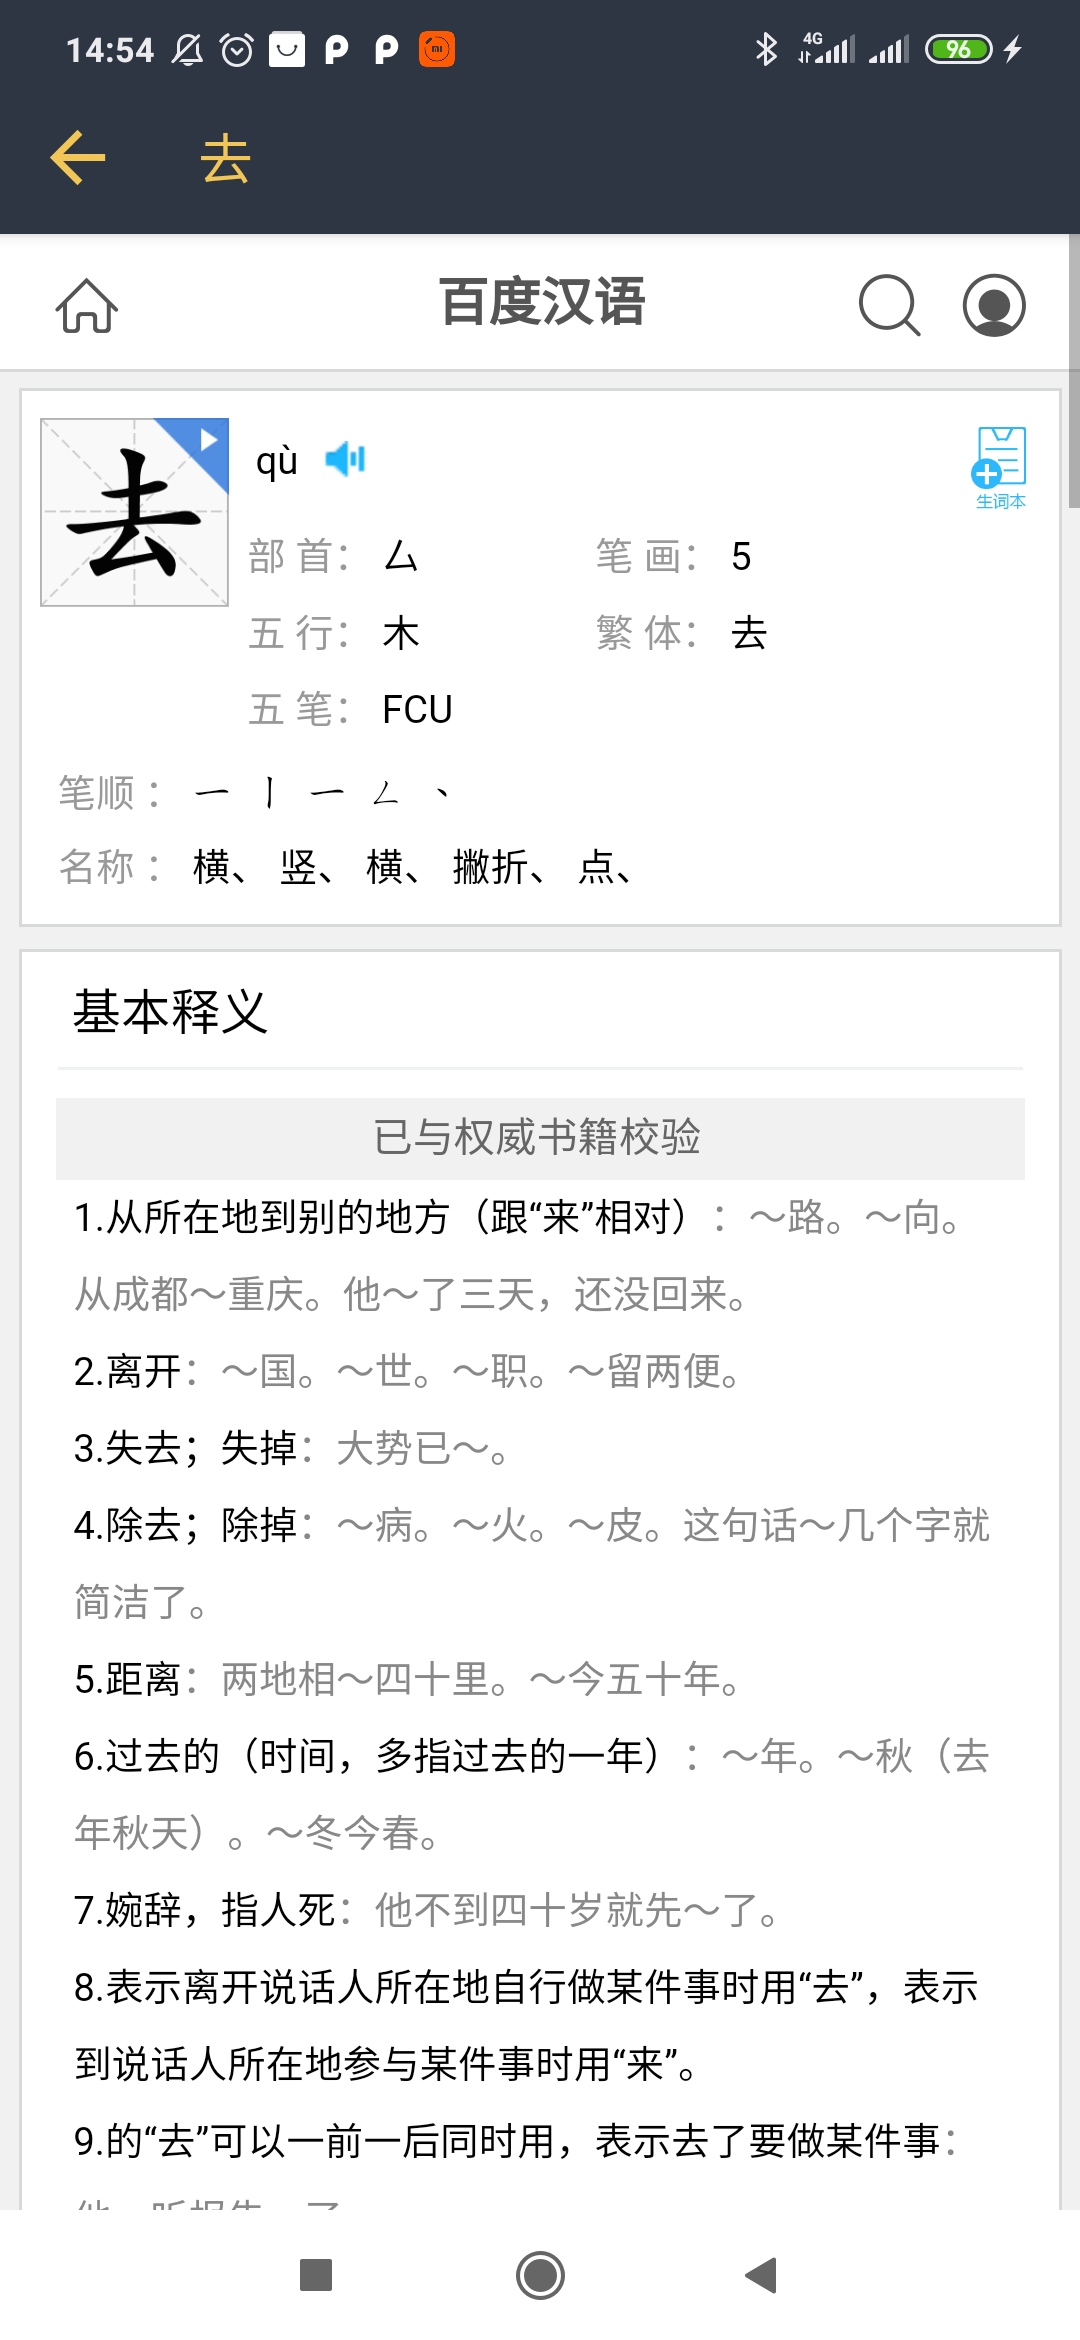 14:54 4G 96
去
百度汉语
去 qù
生词本
部首： 厶 笔画： 5
五行： 木 繁体： 去
五笔： FCU
笔顺： 一 丨 一 ㄥ 丶
名称： 横、 竖、 横、 撇折、 点、
基本释义
已与权威书籍校验
1.从所在地到别的地方（跟“来”相对）：～路。～向。
从成都～重庆。他～了三天，还没回来。
2.离开：～国。～世。～职。～留两便。
3.失去；失掉：大势已～。
4.除去；除掉：～病。～火。～皮。这句话～几个字就
简洁了。
5.距离：两地相～四十里。～今五十年。
6.过去的（时间，多指过去的一年）：～年。～秋（去
年秋天）。～冬今春。
7.婉辞，指人死：他不到四十岁就先～了。
8.表示离开说话人所在地自行做某件事时用“去”，表示
到说话人所在地参与某件事时用“来”。
9.的“去”可以一前一后同时用，表示去了要做某件事：